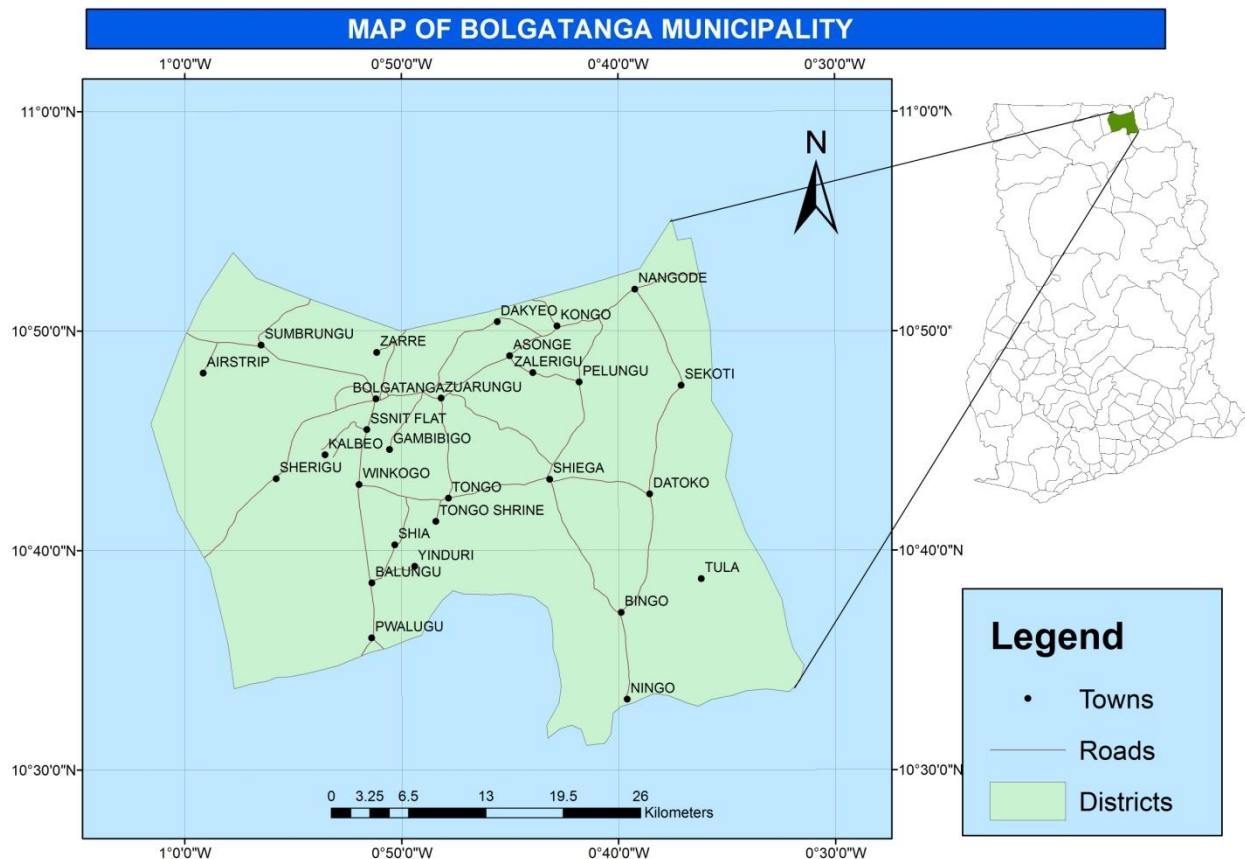 MAP OF BOLGATANGA MUNICIPALITY
1°0'0"W 0°50'0"W 0°40'0"W 0°30'0"W
11°0'0"N 11°0'0"N
N
NANGODE
DAKYEO
KONGO
10°50'0"N 10°50'0"
SUMBRUNGU
ZARRE
ASONGE
AIRSTRIP
ZALERIGU
PELUNGU
SEKOTI
BOLGATANGA ZUARUNGU
SSNIT FLAT
KALBEO
GAMBIBIGO
SHERIGU
WINKOGO
SHIEGA
TONGO
DATOKO
TONGO SHRINE
SHIA
10°40'0"N 10°40'0"N
YINDURI
TULA
BALUNGU
BINGO
PWALUGU
NINGO
10°30'0"N 10°30'0"N
0 3.25 6.5 13 19.5 26
Kilometers
1°0'0"W 0°50'0"W 0°40'0"W 0°30'0"W
Legend
Towns
Roads
Districts